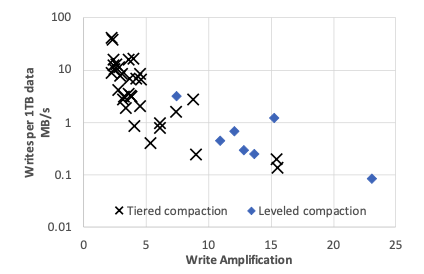 100
10
1
0.1
0.01
Writes per 1TB data
MB/s
Tiered compaction
Leveled compaction
0
5
10
15
20
25
Write Amplification